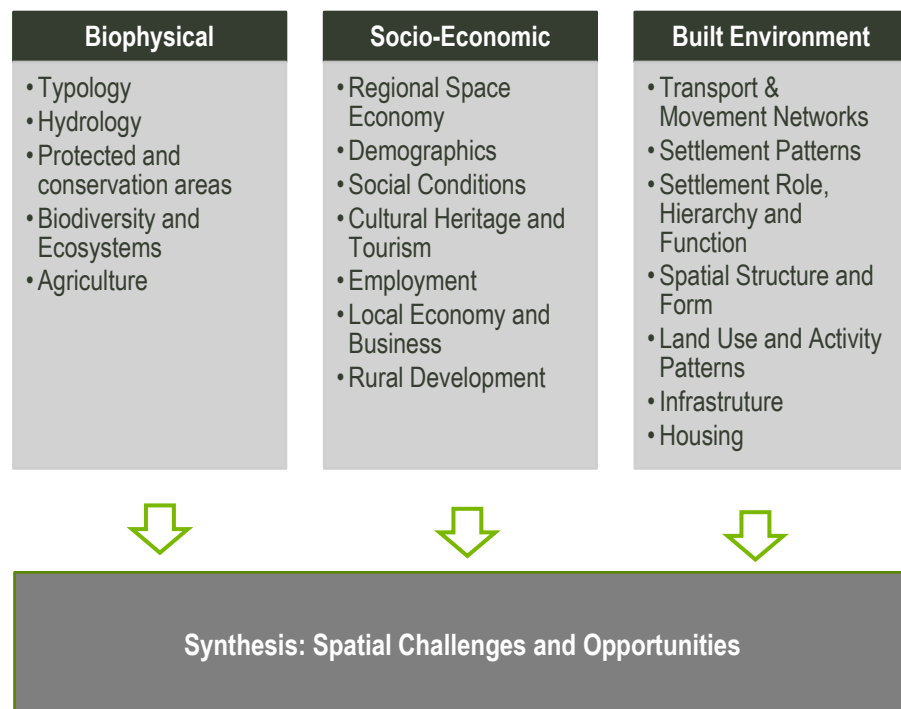 Biophysical
• Typology
• Hydrology
• Protected and
conservation areas
• Biodiversity and
Ecosystems
• Agriculture
Socio-Economic
• Regional Space
Economy
• Demographics
• Social Conditions
• Cultural Heritage and
Tourism
• Employment
• Local Economy and
Business
• Rural Development
Built Environment
• Transport &
Movement Networks
• Settlement Patterns
• Settlement Role,
Hierarchy and
Function
• Spatial Structure and
Form
• Land Use and Activity
Patterns
• Infrastruture
• Housing
Synthesis: Spatial Challenges and Opportunities